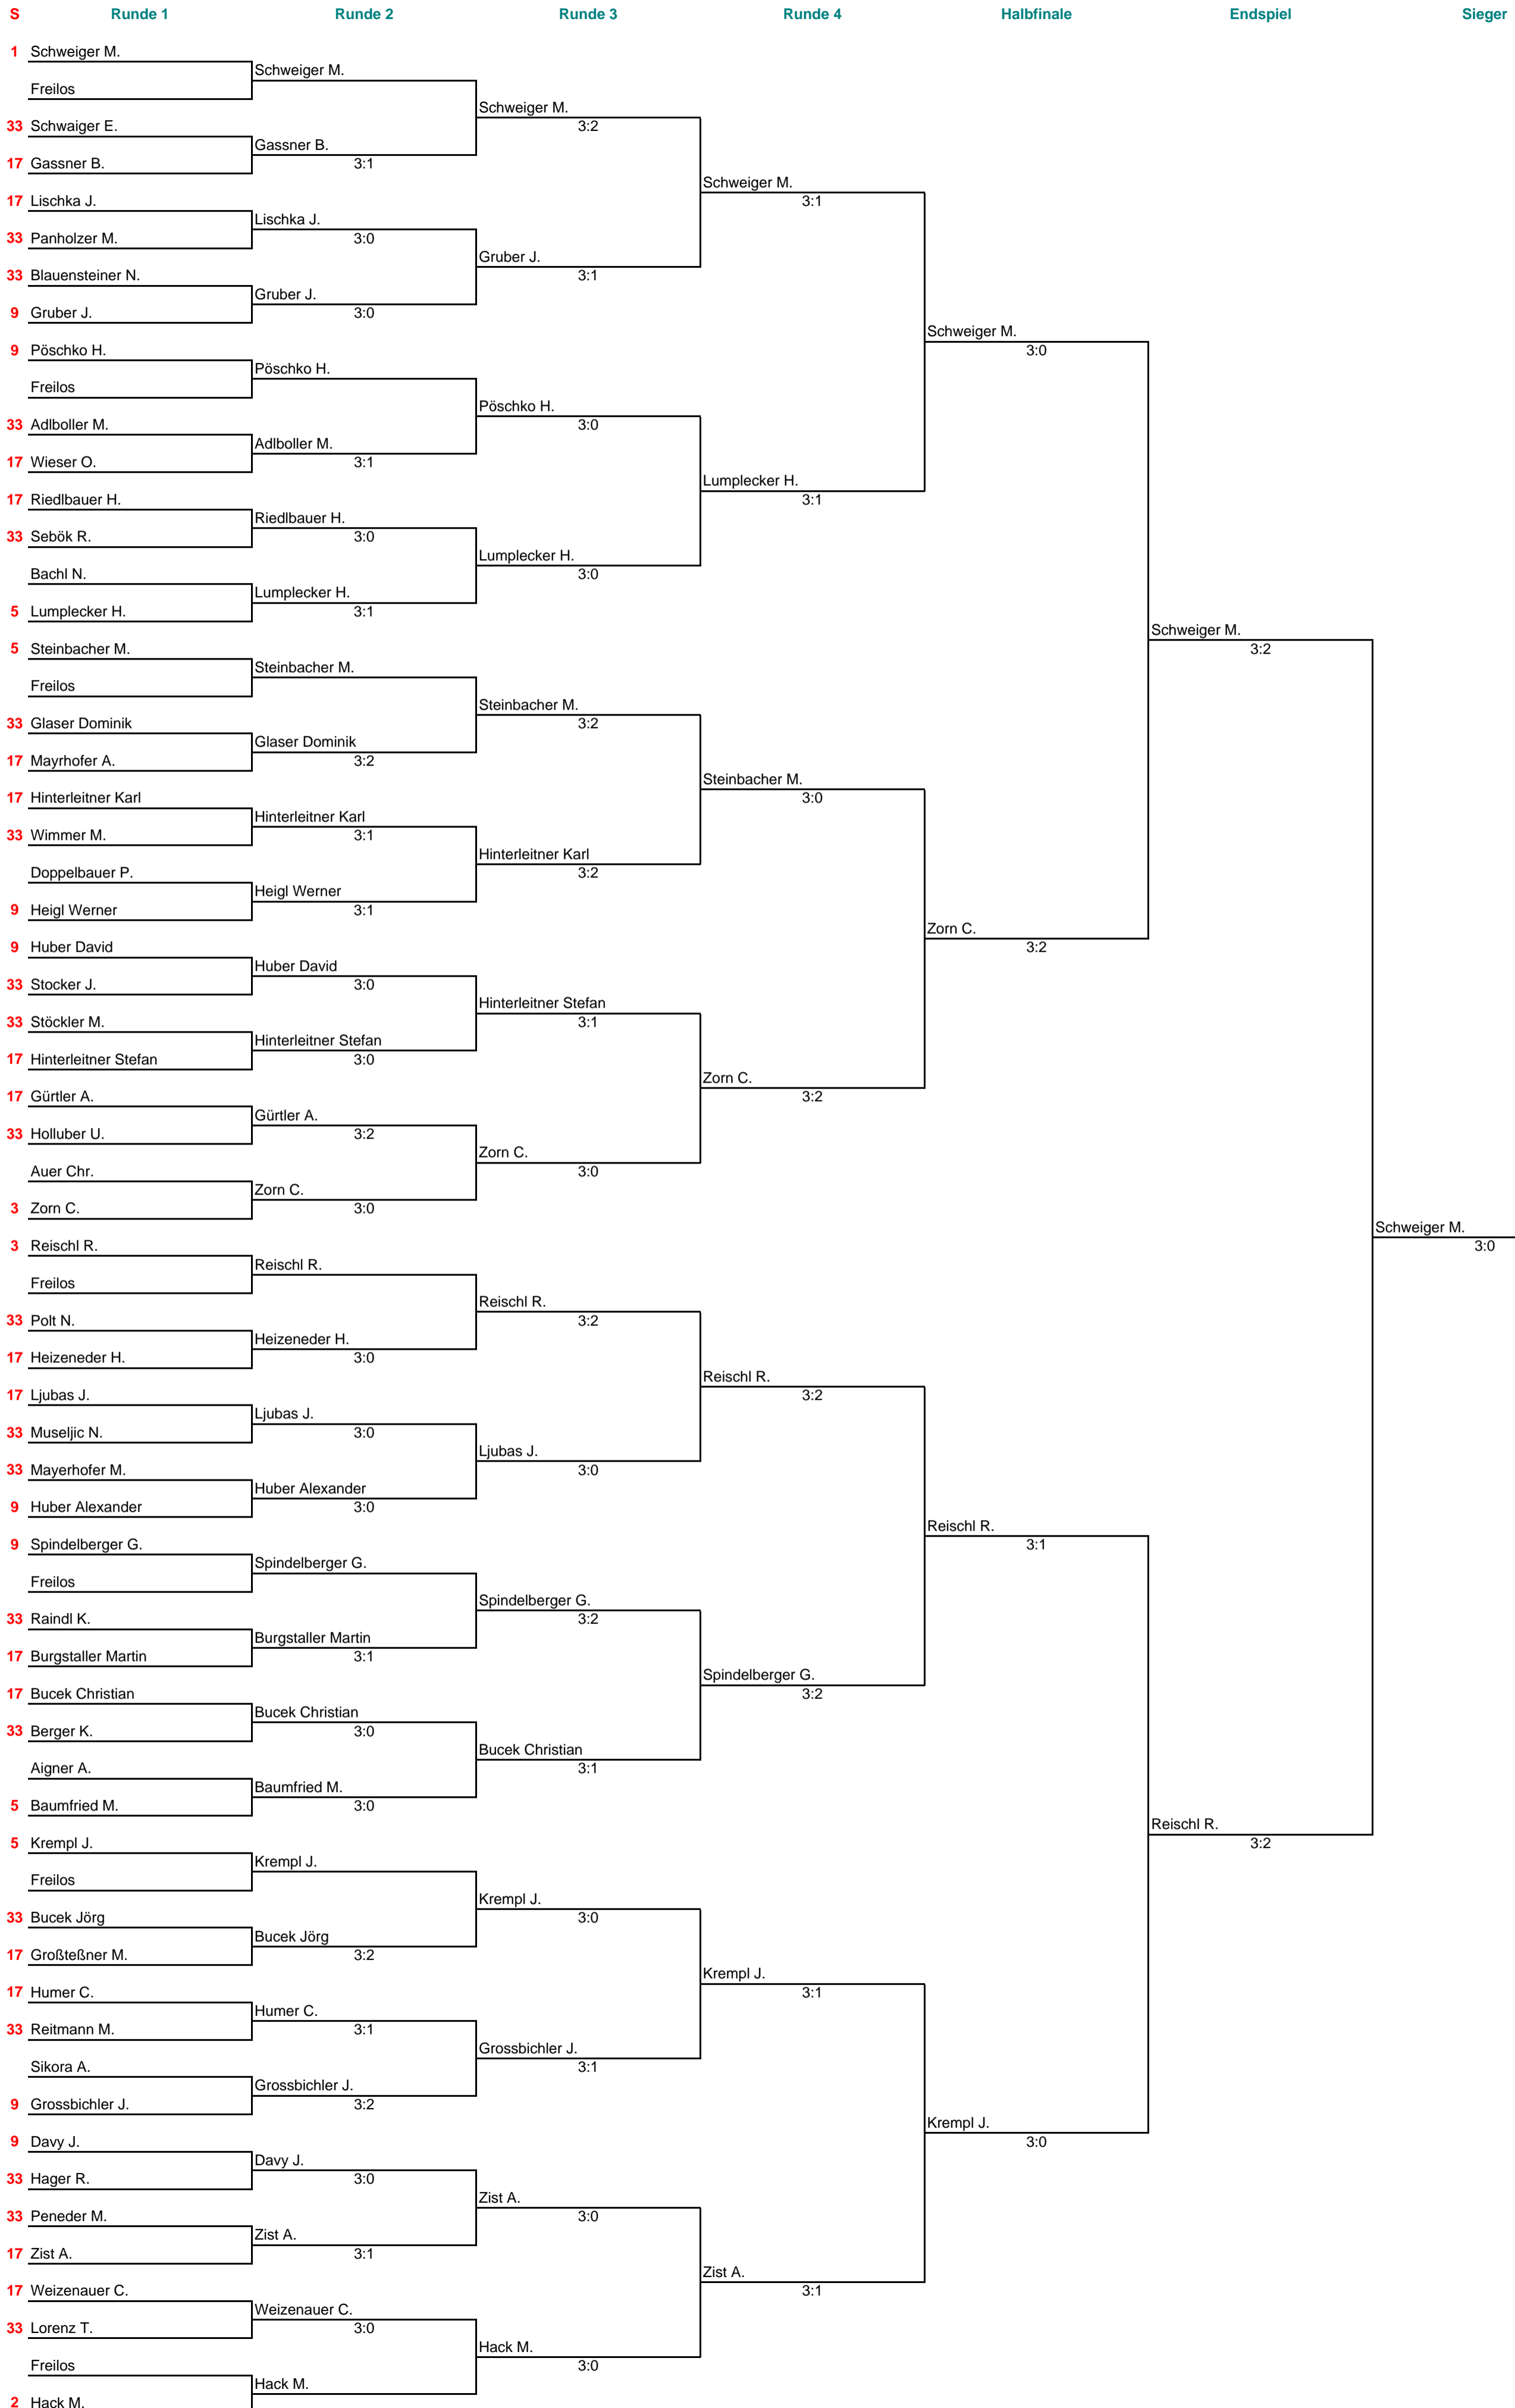 S Runde 1 Runde 2 Runde 3 Runde 4 Halbfinale Endspiel Sieger
1 Schweiger M.
Schweiger M.
Freilos
Schweiger M.
33 Schwaiger E.
3:2
Gassner B.
17 Gassner B.
3:1
Schweiger M.
17 Lischka J.
3:1
Lischka J.
33 Panholzer M.
3:0
Gruber J.
33 Blauensteiner N.
3:1
Gruber J.
9 Gruber J.
3:0
Schweiger M.
9 Pöschko H.
3:0
Pöschko H.
Freilos
Pöschko H.
33 Adlboller M.
3:0
Adlboller M.
17 Wieser O.
3:1
Lumplecker H.
17 Riedlbauer H.
3:1
Riedlbauer H.
33 Sebök R.
3:0
Lumplecker H.
Bachl N.
3:0
Lumplecker H.
5 Lumplecker H.
3:1
Schweiger M.
5 Steinbacher M.
3:2
Steinbacher M.
Freilos
Steinbacher M.
33 Glaser Dominik
3:2
Glaser Dominik
17 Mayrhofer A.
3:2
Steinbacher M.
17 Hinterleitner Karl
3:0
Hinterleitner Karl
33 Wimmer M.
3:1
Hinterleitner Karl
Doppelbauer P.
3:2
Heigl Werner
9 Heigl Werner
3:1
Zorn C.
9 Huber David
3:2
Huber David
33 Stocker J.
3:0
Hinterleitner Stefan
33 Stöckler M.
3:1
Hinterleitner Stefan
17 Hinterleitner Stefan
3:0
Zorn C.
17 Gürtler A.
3:2
Gürtler A.
33 Holluber U.
3:2
Zorn C.
Auer Chr.
3:0
Zorn C.
3 Zorn C.
3:0
Schweiger M.
3 Reischl R.
3:0
Reischl R.
Freilos
Reischl R.
33 Polt N.
3:2
Heizeneder H.
17 Heizeneder H.
3:0
Reischl R.
17 Ljubas J.
3:2
Ljubas J.
33 Museljic N.
3:0
Ljubas J.
33 Mayerhofer M.
3:0
Huber Alexander
9 Huber Alexander
3:0
Reischl R.
9 Spindelberger G.
3:1
Spindelberger G.
Freilos
Spindelberger G.
33 Raindl K.
3:2
Burgstaller Martin
17 Burgstaller Martin
3:1
Spindelberger G.
17 Bucek Christian
3:2
Bucek Christian
33 Berger K.
3:0
Bucek Christian
Aigner A.
3:1
Baumfried M.
5 Baumfried M.
3:0
Reischl R.
5 Krempl J.
3:2
Krempl J.
Freilos
Krempl J.
33 Bucek Jörg
3:0
Bucek Jörg
17 Großteßner M.
3:2
Krempl J.
17 Humer C.
3:1
Humer C.
33 Reitmann M.
3:1
Grossbichler J.
Sikora A.
3:1
Grossbichler J.
9 Grossbichler J.
3:2
Krempl J.
9 Davy J.
3:0
Davy J.
33 Hager R.
3:0
Zist A.
33 Peneder M.
3:0
Zist A.
17 Zist A.
3:1
Zist A.
17 Weizenauer C.
3:1
Weizenauer C.
33 Lorenz T.
3:0
Hack M.
Freilos
3:0
Hack M.
2 Hack M.